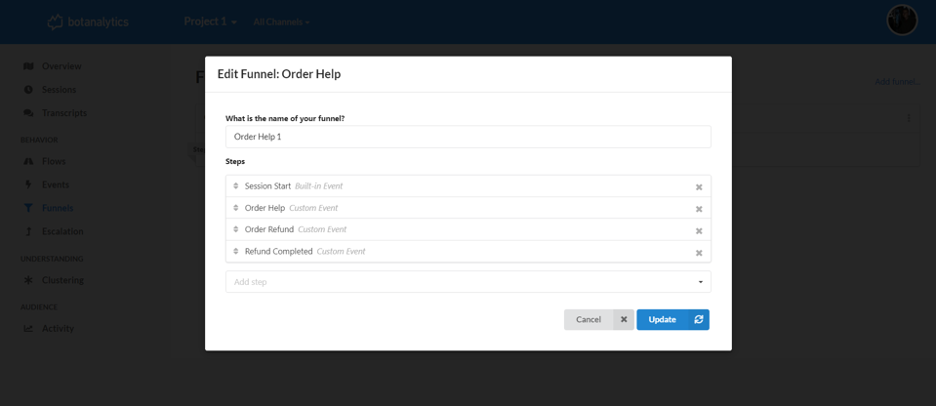 botanalytics
Project 1
All Channels
Overview
Sessions
Transcripts
BEHAVIOR
Flows
Events
Funnels
Escalation
UNDERSTANDING
Clustering
AUDIENCE
Activity
Add funnel...
Edit Funnel: Order Help
What is the name of your funnel?
Order Help 1
Steps
Session Start Built-in Event
Order Help Custom Event
Order Refund Custom Event
Refund Completed Custom Event
Add step
Cancel
Update